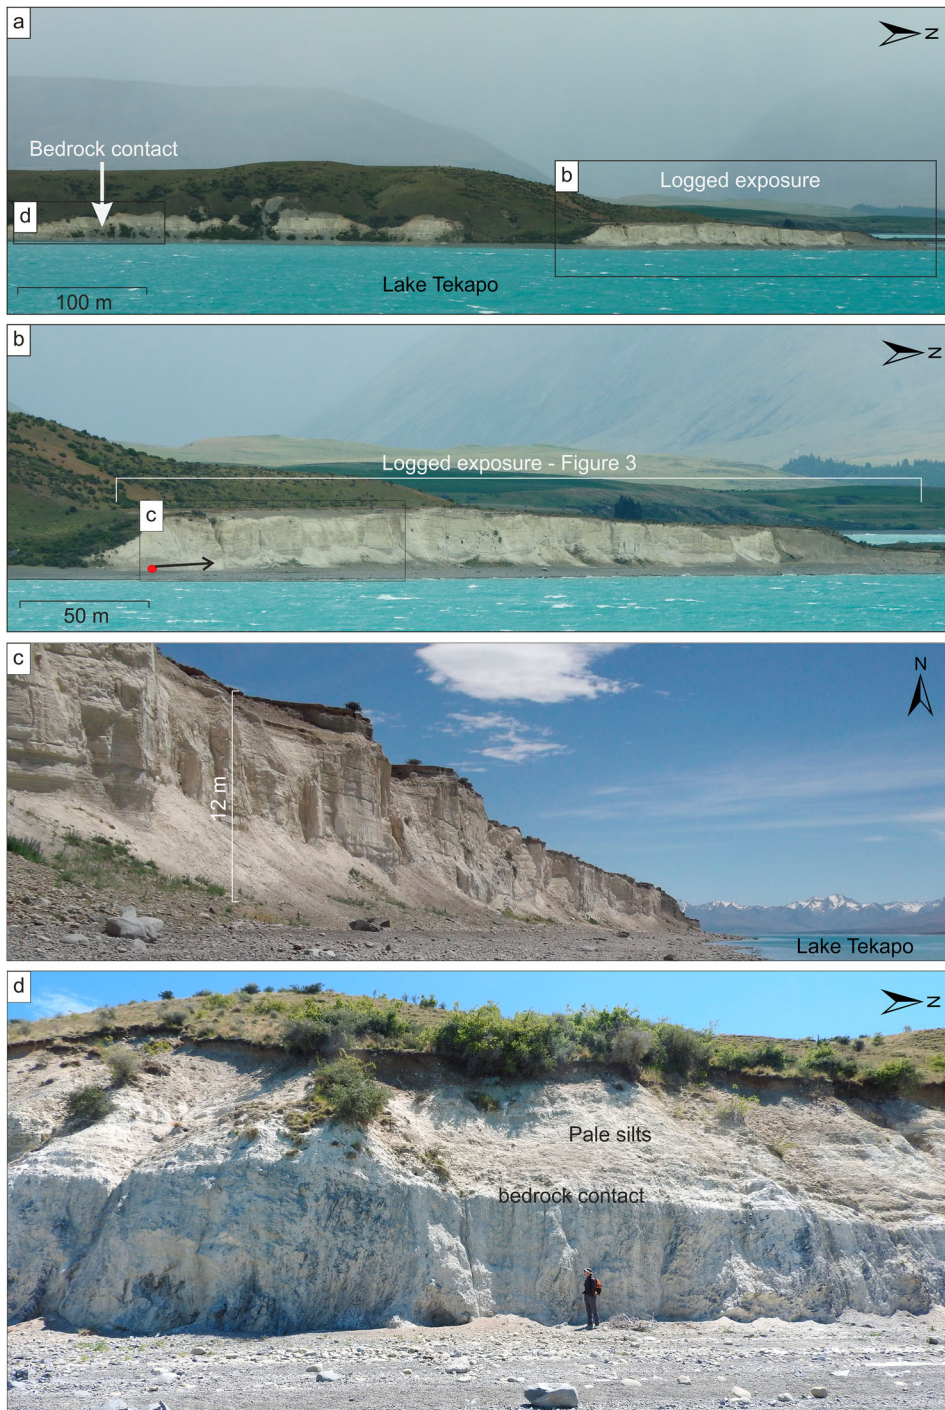 a
N
Bedrock contact
b
Logged exposure
d
Lake Tekapo
100 m
b
N
Logged exposure - Figure 3
c
50 m
c
N
12 m
Lake Tekapo
d
N
Pale silts
bedrock contact